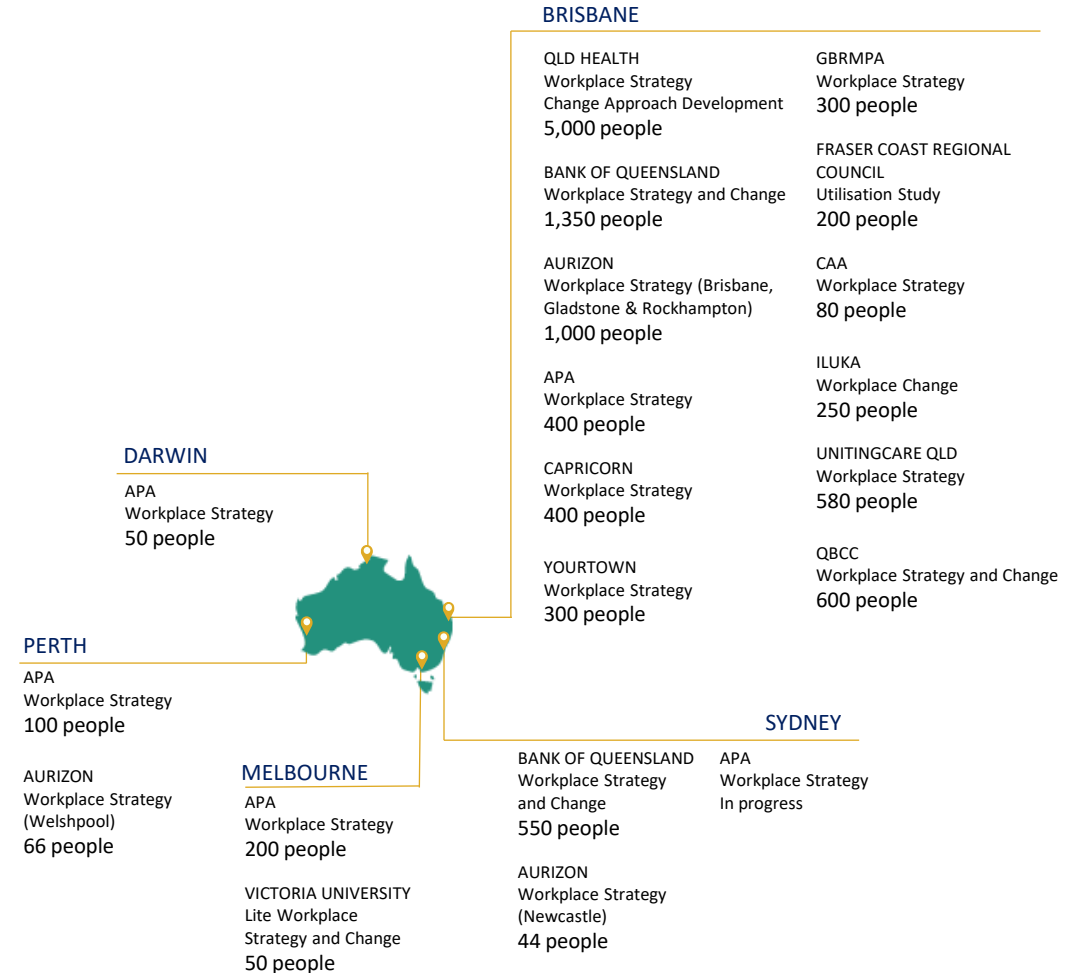 BRISBANE
QLD HEALTH
Workplace Strategy
Change Approach Development
5,000 people
BANK OF QUEENSLAND
Workplace Strategy and Change
1,350 people
AURIZON
Workplace Strategy (Brisbane,
Gladstone & Rockhampton)
1,000 people
APA
Workplace Strategy
400 people
CAPRICORN
Workplace Strategy
400 people
YOURTOWN
Workplace Strategy
300 people
GBRMPA
Workplace Strategy
300 people
FRASER COAST REGIONAL
COUNCIL
Utilisation Study
200 people
CAA
Workplace Strategy
80 people
ILUKA
Workplace Change
250 people
UNITINGCARE QLD
Workplace Strategy
580 people
QBCC
Workplace Strategy and Change
600 people
DARWIN
APA
Workplace Strategy
50 people
PERTH
APA
Workplace Strategy
100 people
AURIZON
Workplace Strategy
(Welshpool)
66 people
MELBOURNE
APA
Workplace Strategy
200 people
VICTORIA UNIVERSITY
Lite Workplace
Strategy and Change
50 people
SYDNEY
BANK OF QUEENSLAND
Workplace Strategy
and Change
550 people
AURIZON
Workplace Strategy
(Newcastle)
44 people
APA
Workplace Strategy
In progress